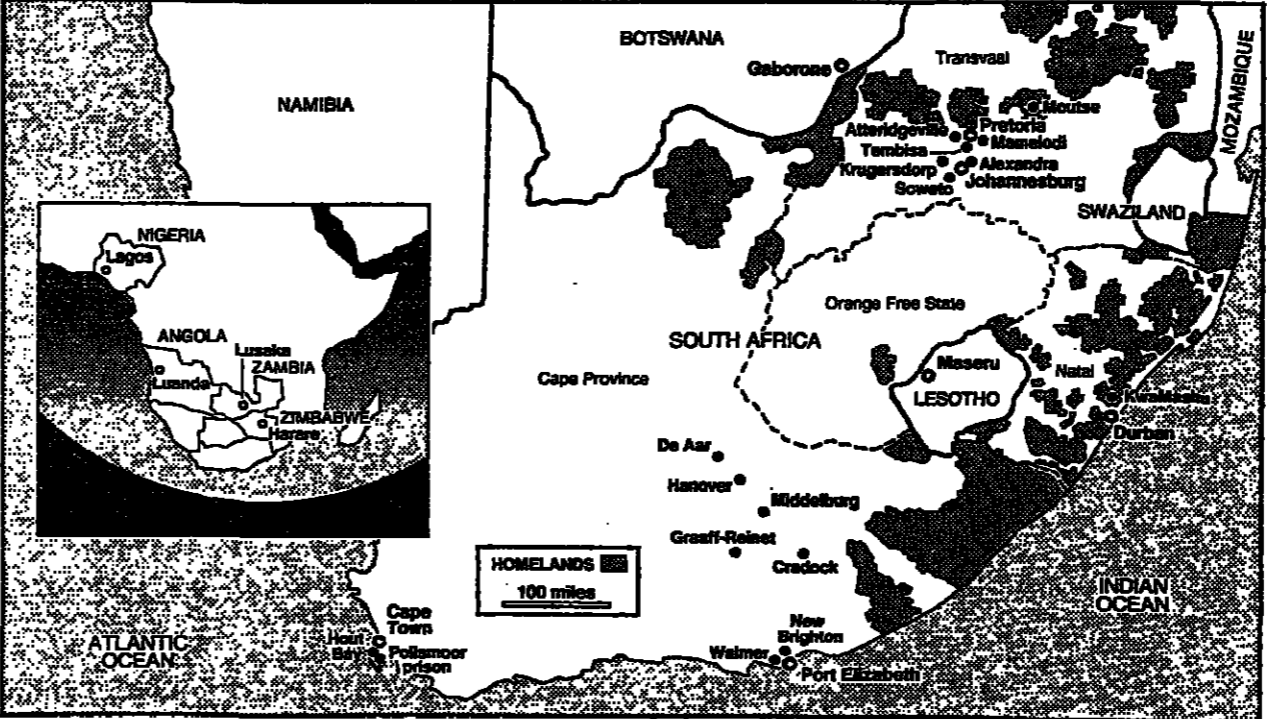 BOTSWANA
Transvaal
MOZAMBIQUE
Gaborone
NAMIBIA
Moutse
Atteridgeville
Pretoria
Mamelodi
Tembisa
Krugersdorp
Alexandra
Soweto
Johannesburg
SWAZILAND
NIGERIA
Lagos
Orange Free State
ANGOLA
SOUTH AFRICA
Lusaka
ZAMBIA
Luanda
Maseru
Natal
Cape Province
LESOTHO
KwaMashu
ZIMBABWE
Harare
Durban
De Aar
Hanover
Middelburg
Graaff-Reinet
Cradock
HOMELANDS
100 miles
INDIAN
OCEAN
Cape
Town
New
Brighton
ATLANTIC
OCEAN
Hout
Bay
Pollsmoor
prison
Walmer
Port Elizabeth